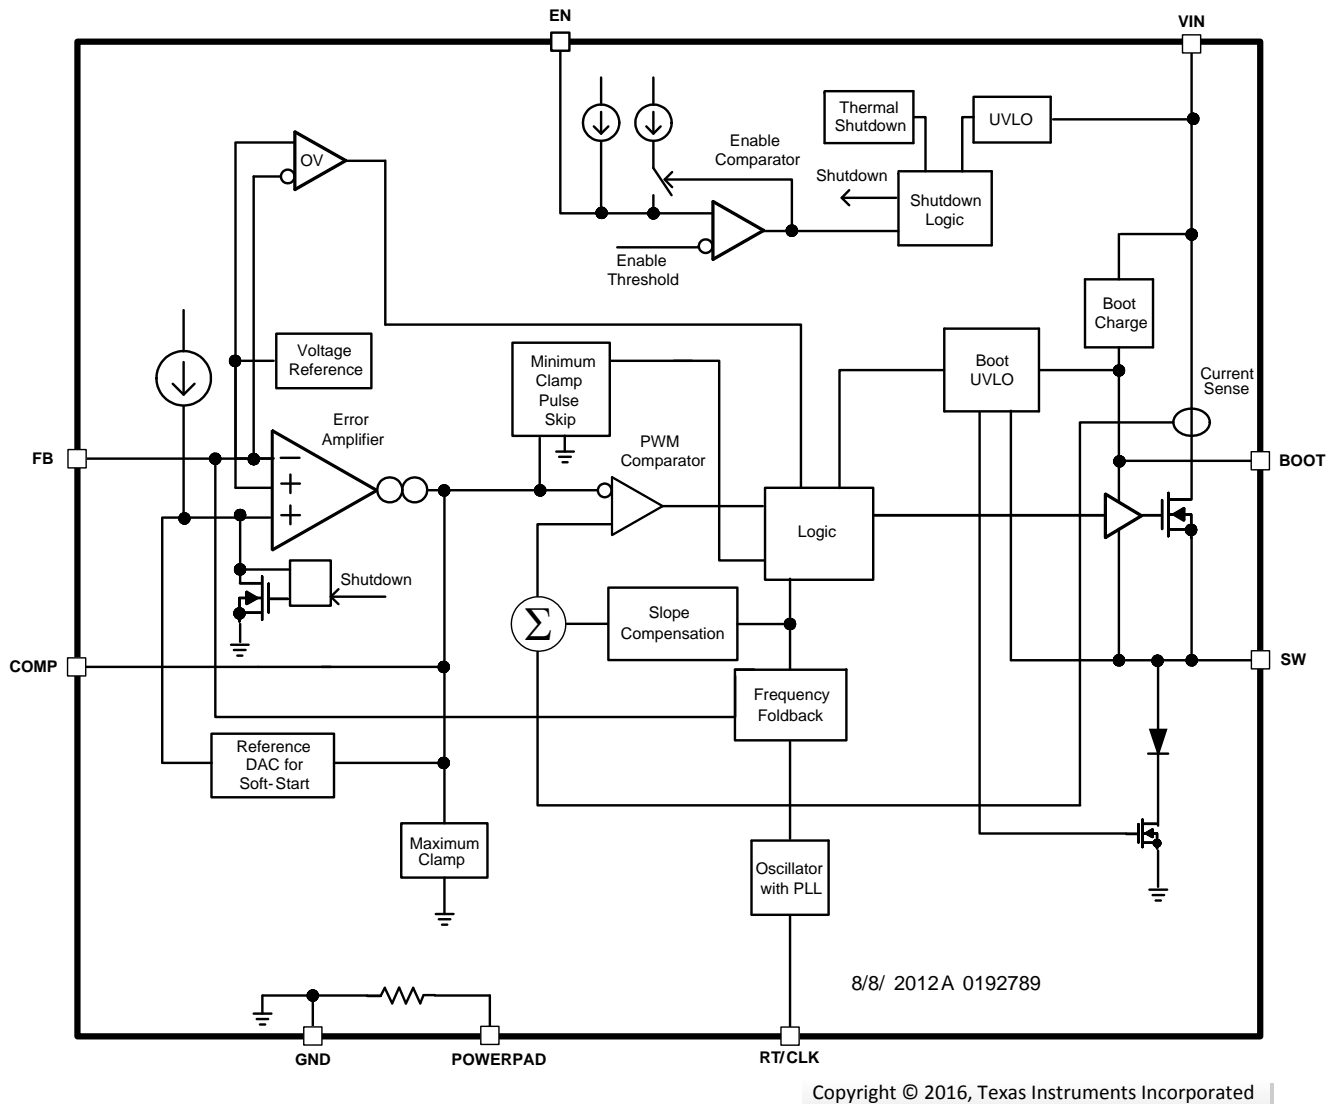 EN
VIN
Thermal
Shutdown
UVLO
OV
Enable
Comparator
Shutdown
Shutdown
Logic
Enable
Threshold
Boot
Charge
Voltage
Reference
Minimum
Clamp
Pulse
Skip
Boot
UVLO
Current
Sense
Error
Amplifier
PWM
Comparator
FB
BOOT
Logic
Shutdown
Σ
Slope
Compensation
COMP
SW
Frequency
Foldback
Reference
DAC for
Soft-Start
Maximum
Clamp
Oscillator
with PLL
8/8/ 2012A 0192789
GND
POWERPAD
RT/CLK
Copyright © 2016, Texas Instruments Incorporated